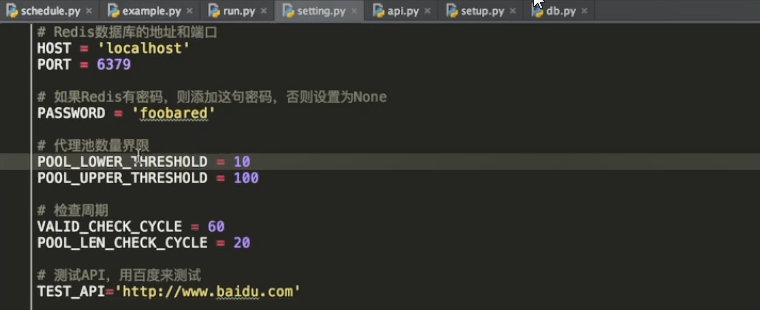 schedule.py × example.py × run.py × setting.py × api.py × setup.py × db.py ×
# Redis数据库的地址和端口
HOST = 'localhost'
PORT = 6379
# 如果Redis有密码，则添加这句密码，否则设置为None
PASSWORD = 'foobared'
# 代理池数量界限
POOL_LOWER_THRESHOLD = 10
POOL_UPPER_THRESHOLD = 100
# 检查周期
VALID_CHECK_CYCLE = 60
POOL_LEN_CHECK_CYCLE = 20
# 测试API，用百度来测试
TEST_API='http://www.baidu.com'